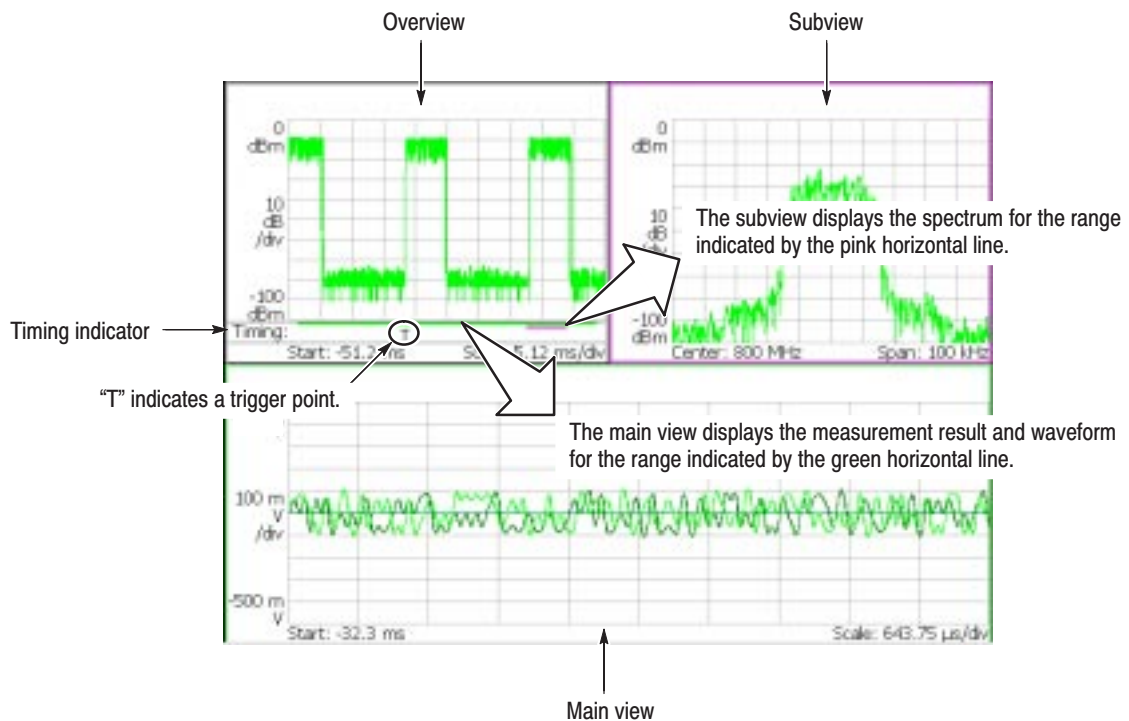 Overview
Subview
0
dBm
10
dB
/div
-100
dBm
Timing:
Start: -51.2 ms
5.12 ms/div
0
dBm
10
dB
-100
dBm
Center: 800 MHz
Span: 100 kHz
The subview displays the spectrum for the range
indicated by the pink horizontal line.
Timing indicator
T
“T” indicates a trigger point.
The main view displays the measurement result and waveform
for the range indicated by the green horizontal line.
100 m
V
/div
-500 m
V
Start: -32.3 ms
Scale: 643.75 µs/div
Main view